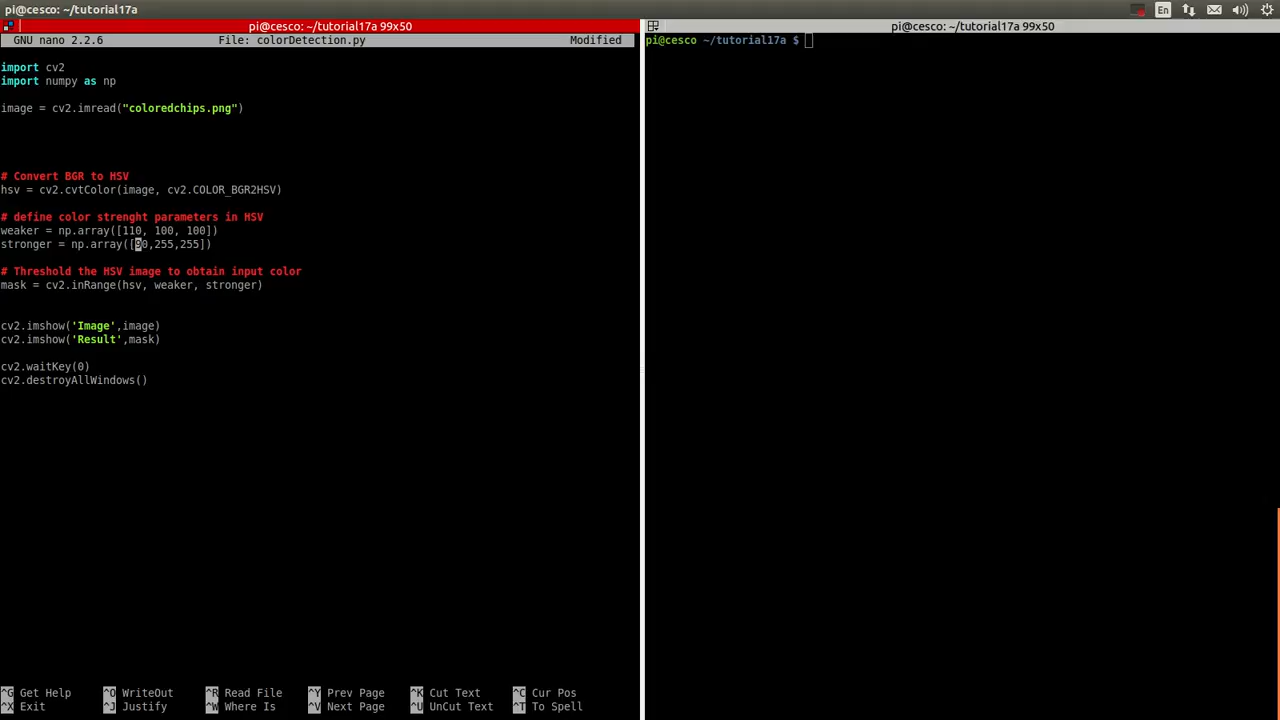 pi@cesco: ~/tutorial17a
En
pi@cesco: ~/tutorial17a 99x50
GNU nano 2.2.6 File: colorDetection.py Modified
import cv2
import numpy as np
image = cv2.imread("coloredchips.png")
# Convert BGR to HSV
hsv = cv2.cvtColor(image, cv2.COLOR_BGR2HSV)
# define color strenght parameters in HSV
weaker = np.array([110, 100, 100])
stronger = np.array([90,255,255])
# Threshold the HSV image to obtain input color
mask = cv2.inRange(hsv, weaker, stronger)
cv2.imshow('Image',image)
cv2.imshow('Result',mask)
cv2.waitKey(0)
cv2.destroyAllWindows()
^G Get Help ^O WriteOut ^R Read File ^Y Prev Page ^K Cut Text ^C Cur Pos
^X Exit ^J Justify ^W Where Is ^V Next Page ^U UnCut Text ^T To Spell
pi@cesco: ~/tutorial17a 99x50
pi@cesco ~/tutorial17a $